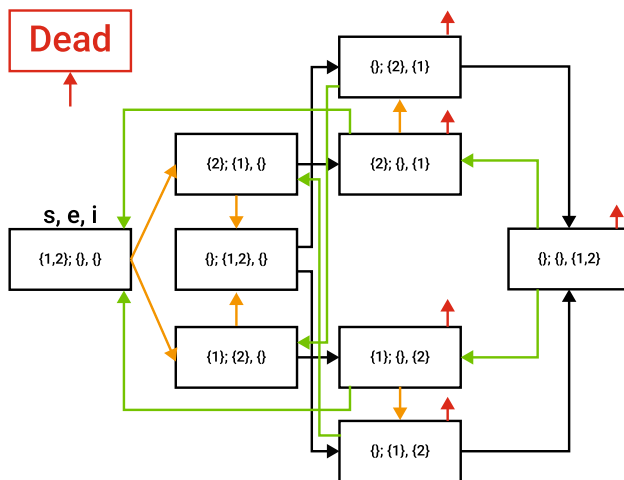 Dead
{}; {2}, {1}
{2}; {1}, {}
{2}; {}, {1}
s, e, i
{1,2}; {}, {}
{}; {1,2}, {}
{}; {}, {1,2}
{1}; {2}, {}
{1}; {}, {2}
{}; {1}, {2}